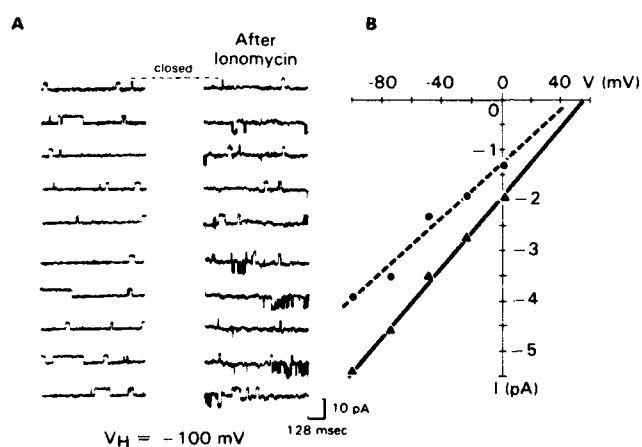 A
After
Ionomycin
closed
10 pA
128 msec
V_H = −100 mV
B
-80 -40 0 40 V (mV)
0
−1
−2
−3
−4
−5
I (pA)